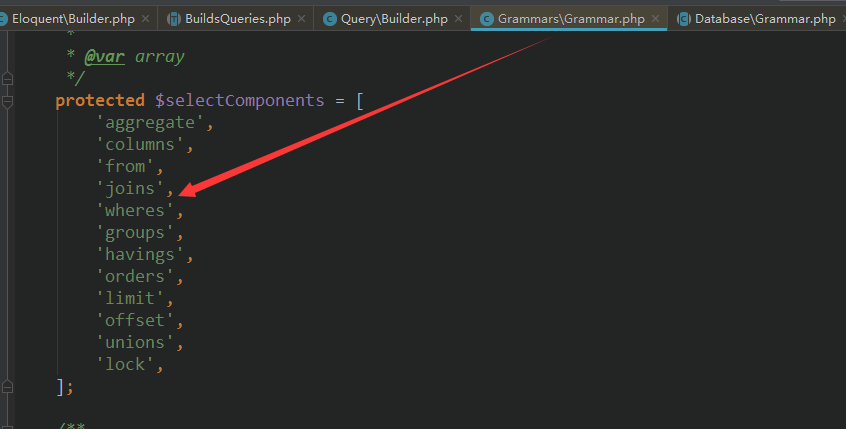 Eloquent\Builder.php × BuildsQueries.php × Query\Builder.php × Grammars\Grammar.php × Database\Grammar.php ×
*
* @var array
*/
protected $selectComponents = [
'aggregate',
'columns',
'from',
'joins',
'wheres',
'groups',
'havings',
'orders',
'limit',
'offset',
'unions',
'lock',
];
/**